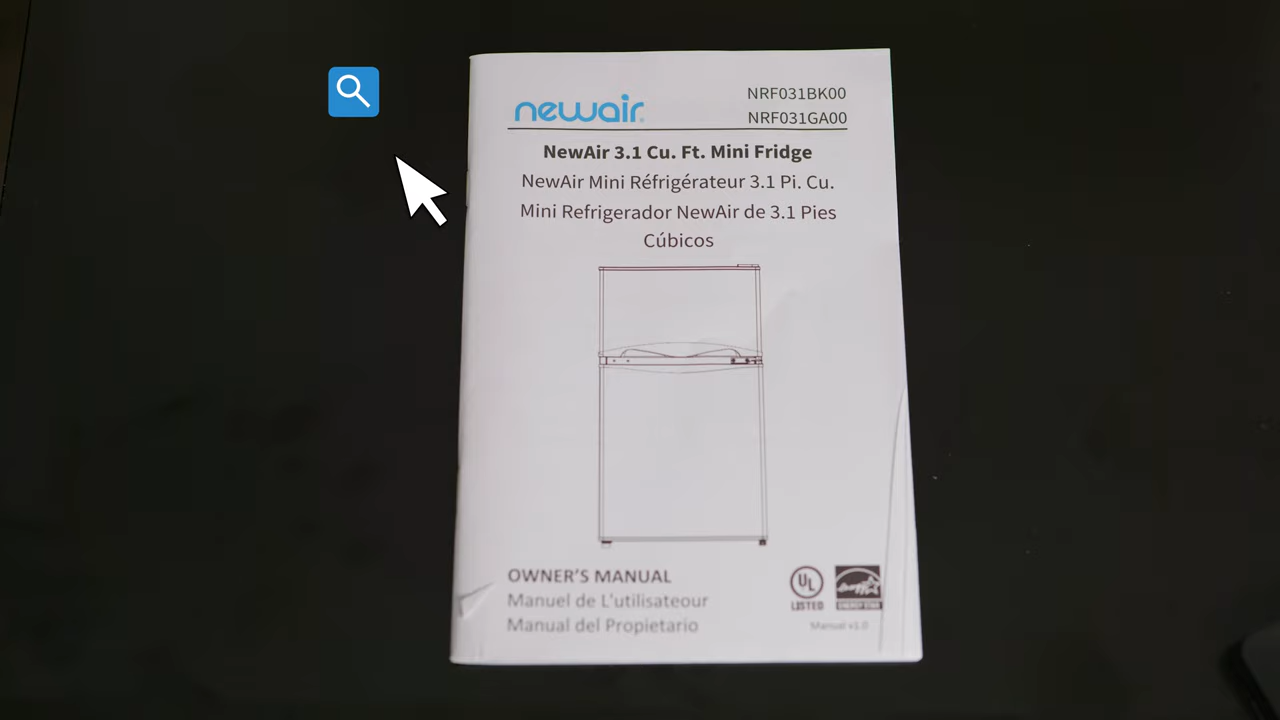 newair
NRF031BK00
NRF031GA00
NewAir 3.1 Cu. Ft. Mini Fridge
NewAir Mini Réfrigérateur 3.1 Pi. Cu.
Mini Refrigerador NewAir de 3.1 Pies
Cúbicos
OWNER'S MANUAL
Manuel de L'utilisateour
Manual del Propietario
UL
LISTED
ENERGY STAR
Manual v1.0